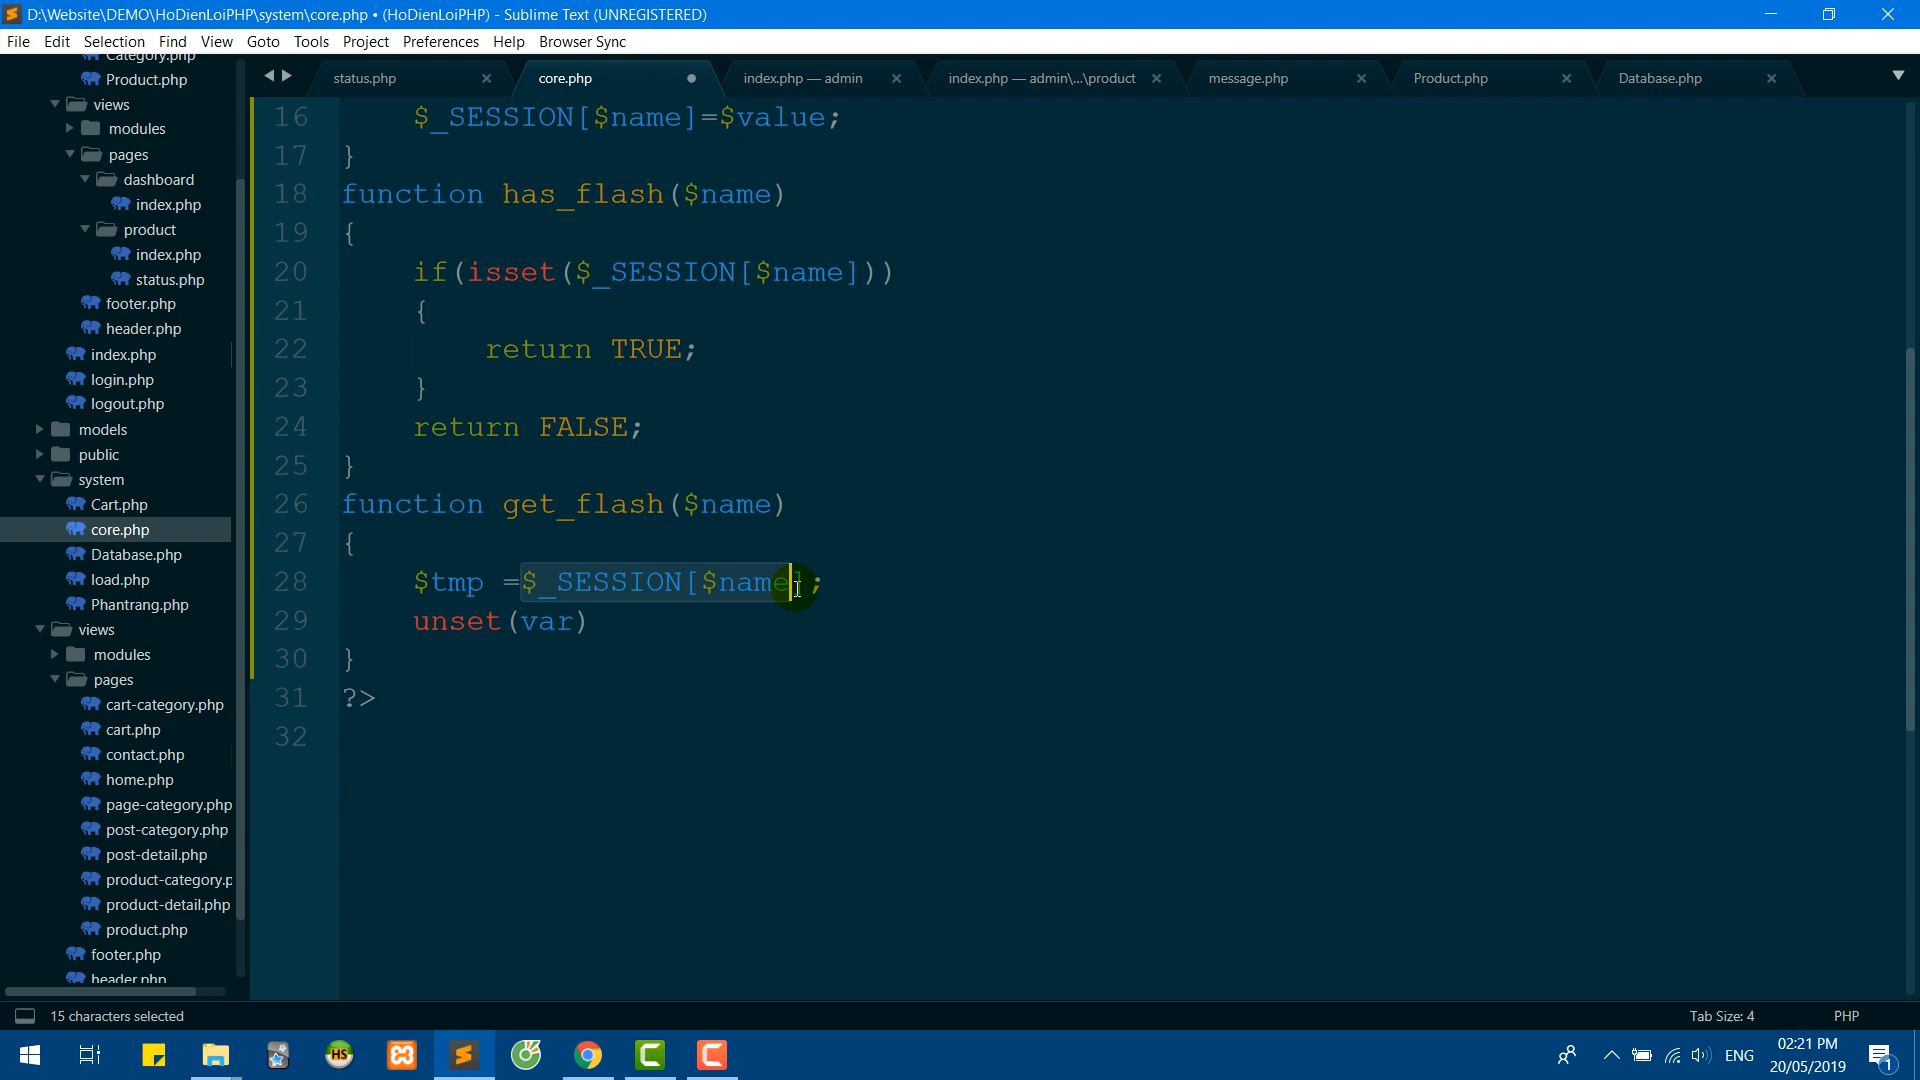 D:\Website\DEMO\HoDienLoiPHP\system\core.php • (HoDienLoiPHP) - Sublime Text (UNREGISTERED)
File Edit Selection Find View Goto Tools Project Preferences Help Browser Sync
status.php core.php index.php — admin index.php — admin\...\product message.php Product.php Database.php
Category.php
Product.php
views
modules
pages
dashboard
index.php
product
index.php
status.php
footer.php
header.php
index.php
login.php
logout.php
models
public
system
Cart.php
core.php
Database.php
load.php
Phantrang.php
views
modules
pages
cart-category.php
cart.php
contact.php
home.php
page-category.php
post-category.php
post-detail.php
product-category.p
product-detail.php
product.php
footer.php
header.php
16 $_SESSION[$name]=$value;
17 }
18 function has_flash($name)
19 {
20 if(isset($_SESSION[$name]))
21 {
22 return TRUE;
23 }
24 return FALSE;
25 }
26 function get_flash($name)
27 {
28 $tmp =$_SESSION[$name];
29 unset(var)
30 }
31 ?>
32
15 characters selected Tab Size: 4 PHP
HS
ENG
02:21 PM
20/05/2019
1